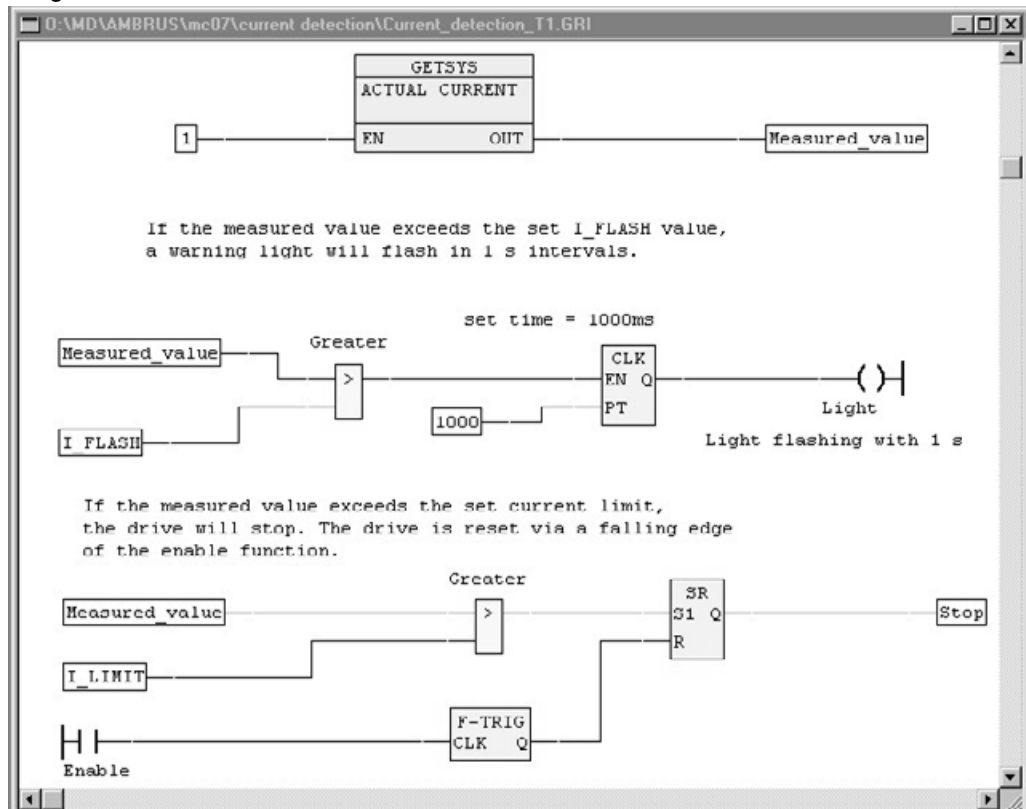 O:\MD\AMBRUS\mc07\current detection\Current_detection_T1.GRI
GETSYS
ACTUAL CURRENT
1
EN OUT
Measured_value
If the measured value exceeds the set I_FLASH value,
a warning light will flash in 1 s intervals.
set time = 1000ms
Greater
Measured_value
>
CLK
EN Q
PT
1000
I_FLASH
Light
Light flashing with 1 s
If the measured value exceeds the set current limit,
the drive will stop. The drive is reset via a falling edge
of the enable function.
Greater
Measured_value
>
SR
S1 Q
R
Stop
I_LIMIT
F-TRIG
CLK Q
Enable